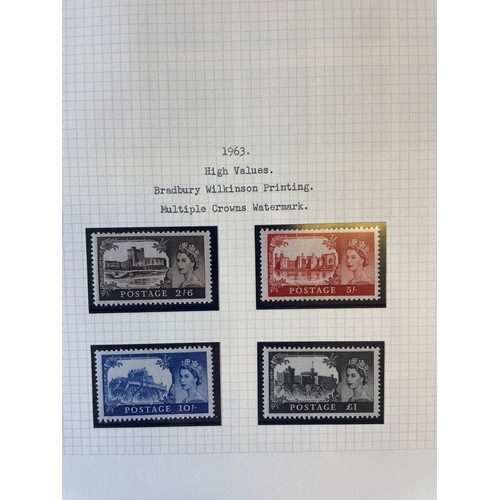 1963.
High Values.
Bradbury Wilkinson Printing.
Multiple Crowns Watermark.
POSTAGE 2/6
POSTAGE 5/-
POSTAGE 10/-
POSTAGE £1